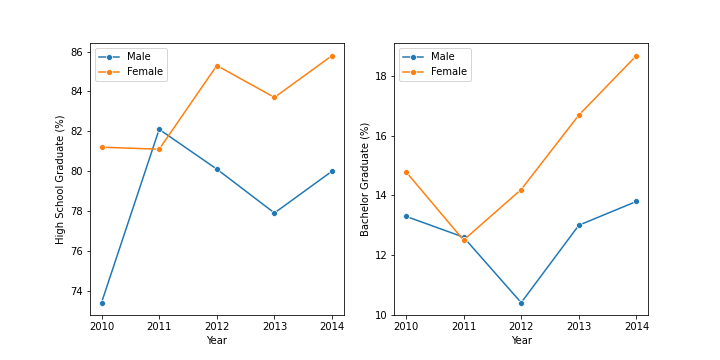 Male
Female
High School Graduate (%)
86
84
82
80
78
76
74
2010
2011
2012
2013
2014
Year
Male
Female
Bachelor Graduate (%)
18
16
14
12
10
2010
2011
2012
2013
2014
Year